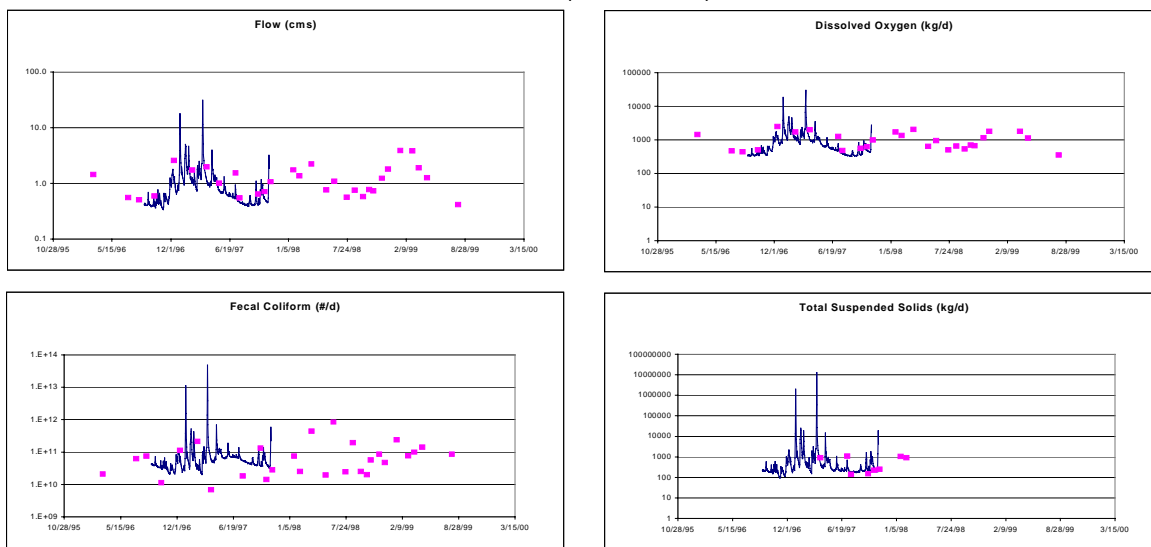 Flow (cms)
100.0
10.0
1.0
0.1
10/28/95 5/15/96 12/1/96 6/19/97 1/5/98 7/24/98 2/9/99 8/28/99 3/15/00
Dissolved Oxygen (kg/d)
100000
10000
1000
100
10
1
10/28/95 5/15/96 12/1/96 6/19/97 1/5/98 7/24/98 2/9/99 8/28/99 3/15/00
Fecal Coliform (#/d)
1.E+14
1.E+13
1.E+12
1.E+11
1.E+10
1.E+09
10/28/95 5/15/96 12/1/96 6/19/97 1/5/98 7/24/98 2/9/99 8/28/99 3/15/00
Total Suspended Solids (kg/d)
100000000
10000000
1000000
100000
10000
1000
100
10
1
10/28/95 5/15/96 12/1/96 6/19/97 1/5/98 7/24/98 2/9/99 8/28/99 3/15/00